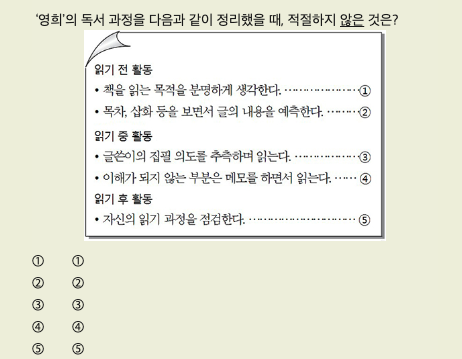 '영희'의 독서 과정을 다음과 같이 정리했을 때, 적절하지 않은 것은?
읽기 전 활동
• 책을 읽는 목적을 분명하게 생각한다. ····················①
• 목차, 삽화 등을 보면서 글의 내용을 예측한다. ·········②
읽기 중 활동
• 글쓴이의 집필 의도를 추측하며 읽는다. ·················③
• 이해가 되지 않는 부분은 메모를 하면서 읽는다. ······④
읽기 후 활동
• 자신의 읽기 과정을 점검한다. ····························⑤
① ①
② ②
③ ③
④ ④
⑤ ⑤